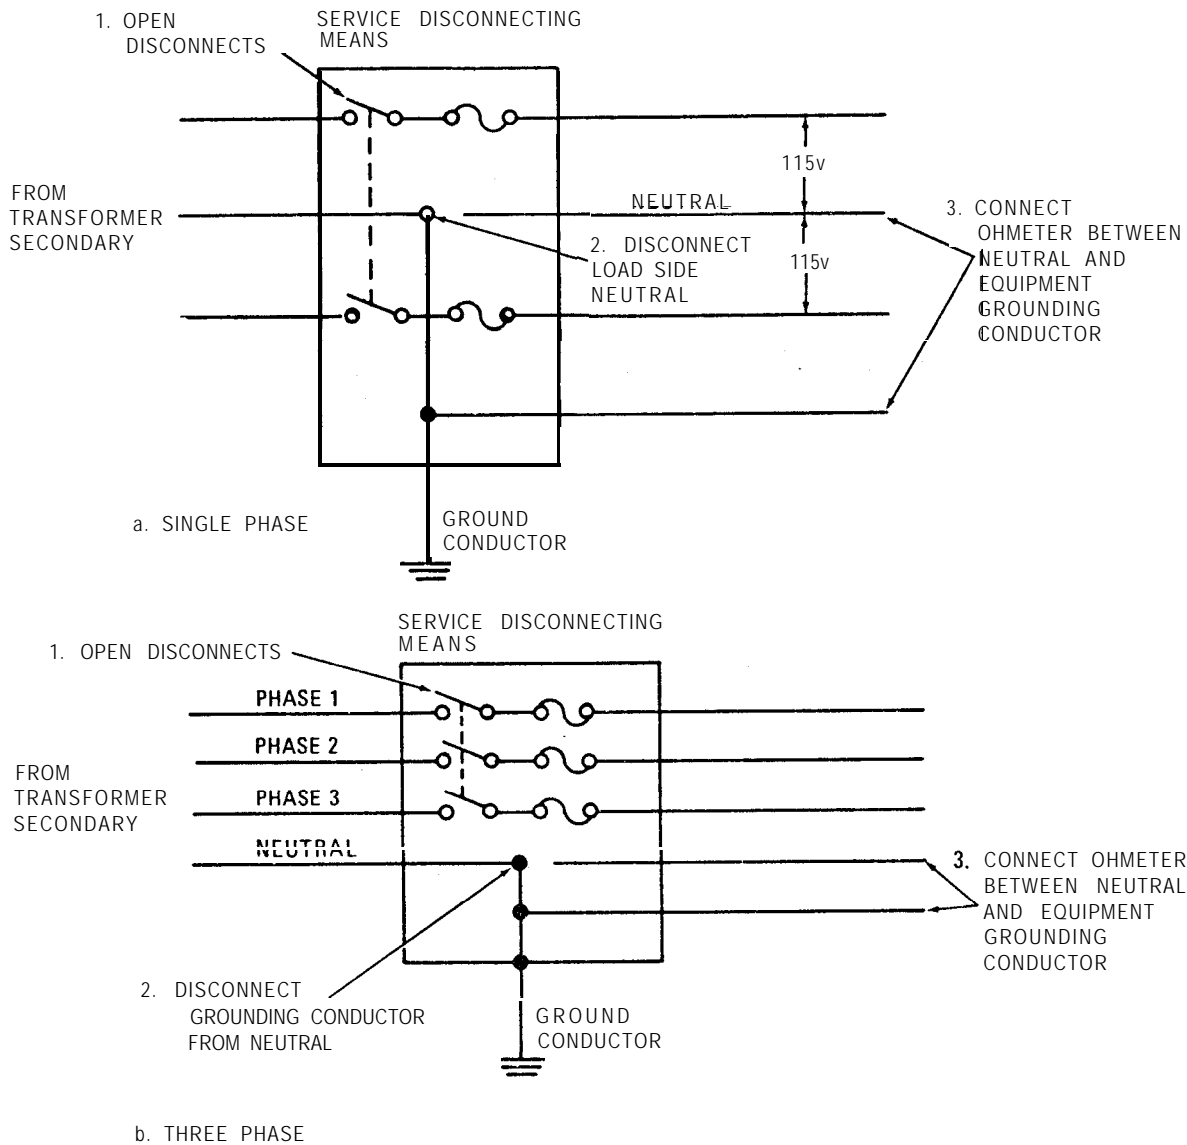 1. OPEN
DISCONNECTS
SERVICE DISCONNECTING
MEANS
115v
FROM
TRANSFORMER
SECONDARY
NEUTRAL
2. DISCONNECT
LOAD SIDE
NEUTRAL
115v
3. CONNECT
OHMETER BETWEEN
NEUTRAL AND
EQUIPMENT
GROUNDING
CONDUCTOR
a. SINGLE PHASE
GROUND
CONDUCTOR
SERVICE DISCONNECTING
MEANS
1. OPEN DISCONNECTS
PHASE 1
PHASE 2
PHASE 3
NEUTRAL
FROM
TRANSFORMER
SECONDARY
3. CONNECT OHMETER
BETWEEN NEUTRAL
AND EQUIPMENT
GROUNDING
CONDUCTOR
2. DISCONNECT
GROUNDING CONDUCTOR
FROM NEUTRAL
GROUND
CONDUCTOR
b. THREE PHASE